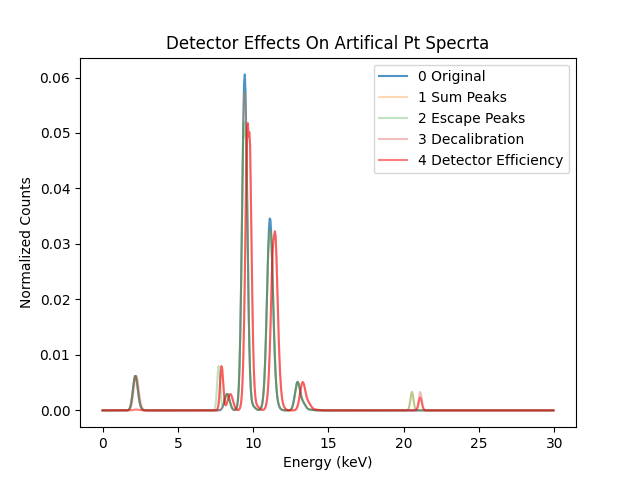 Detector Effects On Artifical Pt Specrta
Normalized Counts
0.06
0.05
0.04
0.03
0.02
0.01
0.00
0 Original
1 Sum Peaks
2 Escape Peaks
3 Decalibration
4 Detector Efficiency
0 5 10 15 20 25 30
Energy (keV)